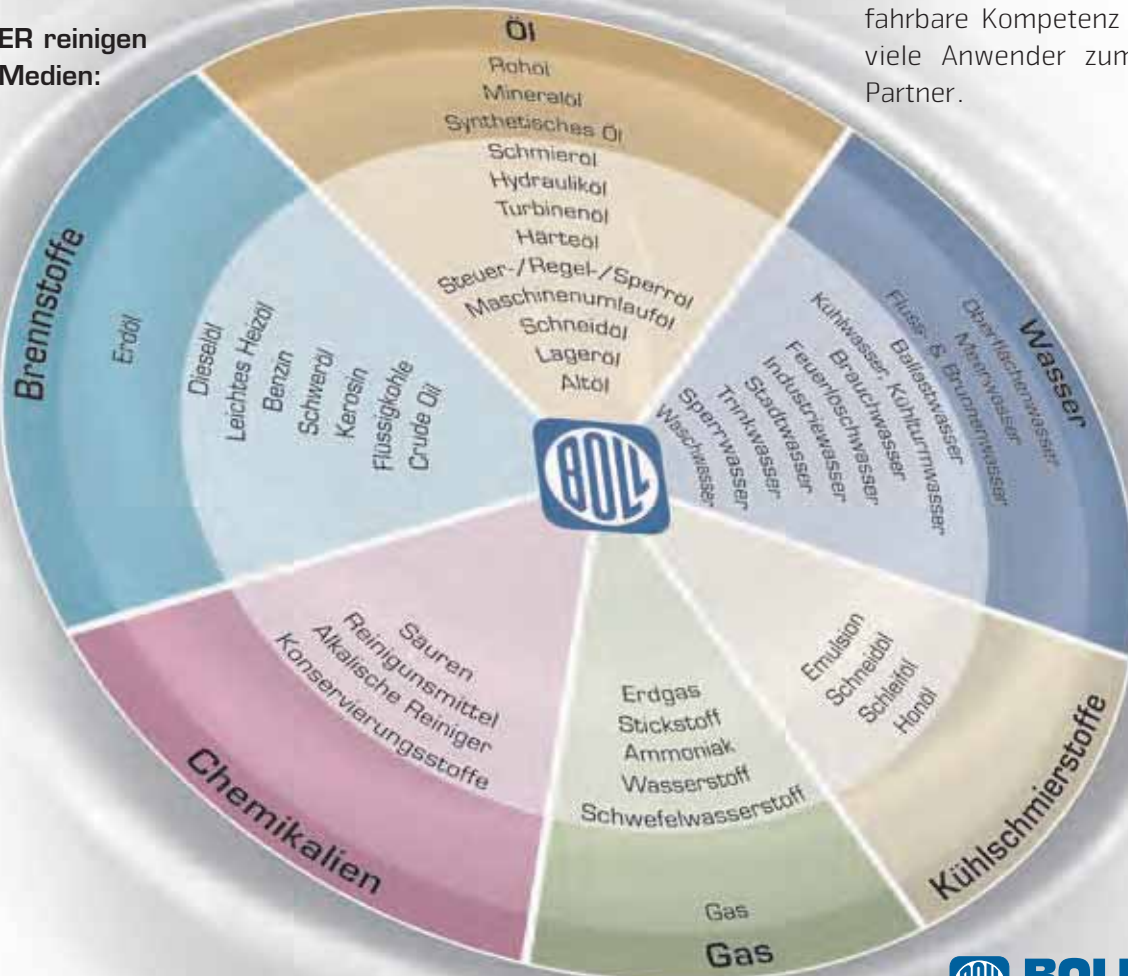 ER reinigen
Medien:
fahrbare Kompetenz
viele Anwender zum
Partner.
Öl
Rohöl
Mineralöl
Synthetisches Öl
Schmieröl
Hydrauliköl
Turbinenöl
Härteöl
Steuer-/Regel-/Sperröl
Maschinenumlauföl
Schneidöl
Lageröl
Altöl
Wasser
Oberflächenwasser
Meerwasser
Fluss- & Brunnenwasser
Ballastwasser
Kühlwasser, Kühlturmwasser
Brauchwasser
Feuerlöschwasser
Industriewasser
Stadtwasser
Trinkwasser
Sperrwasser
Waschwasser
Brennstoffe
Erdöl
Dieselöl
Leichtes Heizöl
Benzin
Schweröl
Kerosin
Flüssigkohle
Crude Oil
BOLL
Säuren
Reinigunsmittel
Alkalische Reiniger
Konservierungsstoffe
Chemikalien
Erdgas
Stickstoff
Ammoniak
Wasserstoff
Schwefelwasserstoff
Gas
Gas
Emulsion
Schneidöl
Schleiföl
Honöl
Kühlschmierstoffe
BOLL